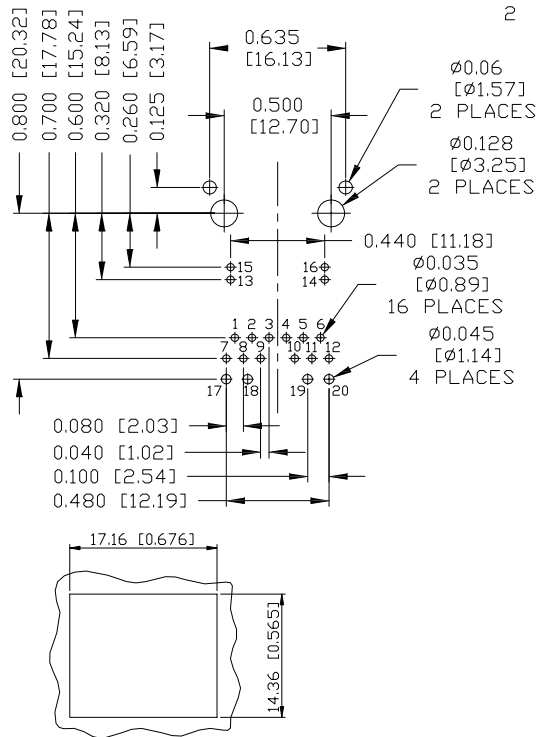 2
0.800 [20.32]
0.700 [17.78]
0.600 [15.24]
0.320 [8.13]
0.260 [6.59]
0.125 [3.17]
0.635
[16.13]
0.500
[12.70]
Ø0.06
[Ø1.57]
2 PLACES
Ø0.128
[Ø3.25]
2 PLACES
0.440 [11.18]
15 16
13 14
Ø0.035
[Ø0.89]
16 PLACES
1 2 3 4 5 6
7 8 9 10 11 12
Ø0.045
[Ø1.14]
4 PLACES
17 18 19 20
0.080 [2.03]
0.040 [1.02]
0.100 [2.54]
0.480 [12.19]
17.16 [0.676]
14.36 [0.565]